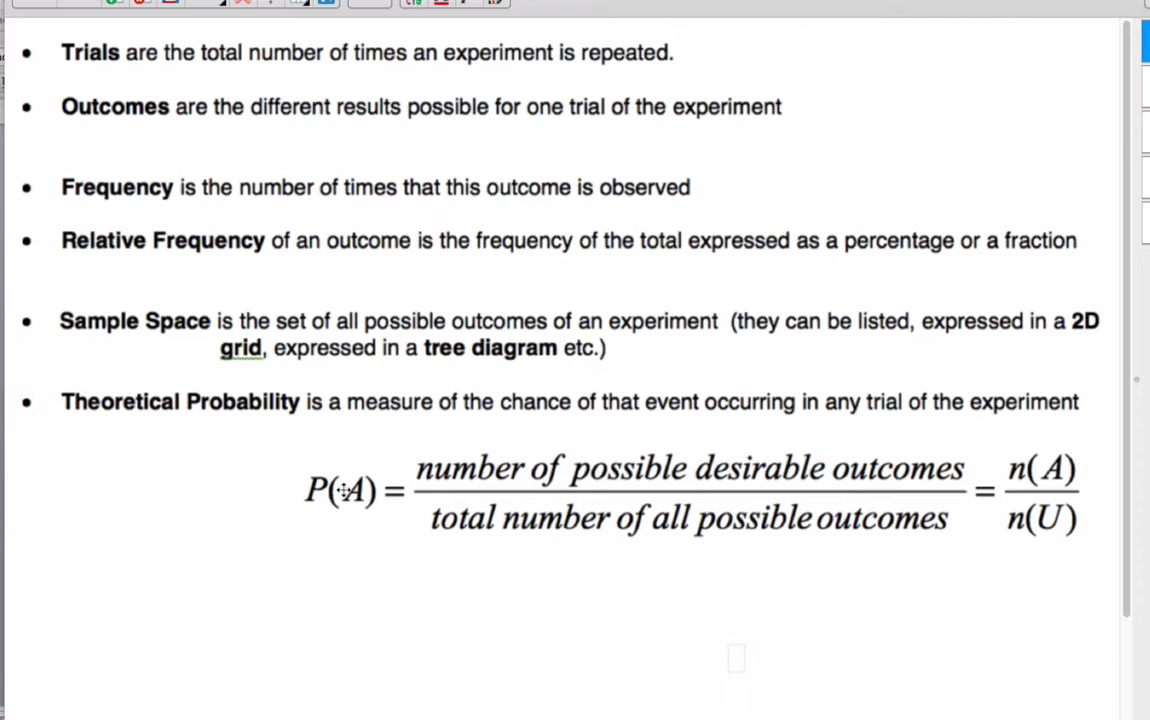 • Trials are the total number of times an experiment is repeated.
• Outcomes are the different results possible for one trial of the experiment
• Frequency is the number of times that this outcome is observed
• Relative Frequency of an outcome is the frequency of the total expressed as a percentage or a fraction
• Sample Space is the set of all possible outcomes of an experiment (they can be listed, expressed in a 2D
grid, expressed in a tree diagram etc.)
• Theoretical Probability is a measure of the chance of that event occurring in any trial of the experiment
P(A) = number of possible desirable outcomes / total number of all possible outcomes = n(A) / n(U)